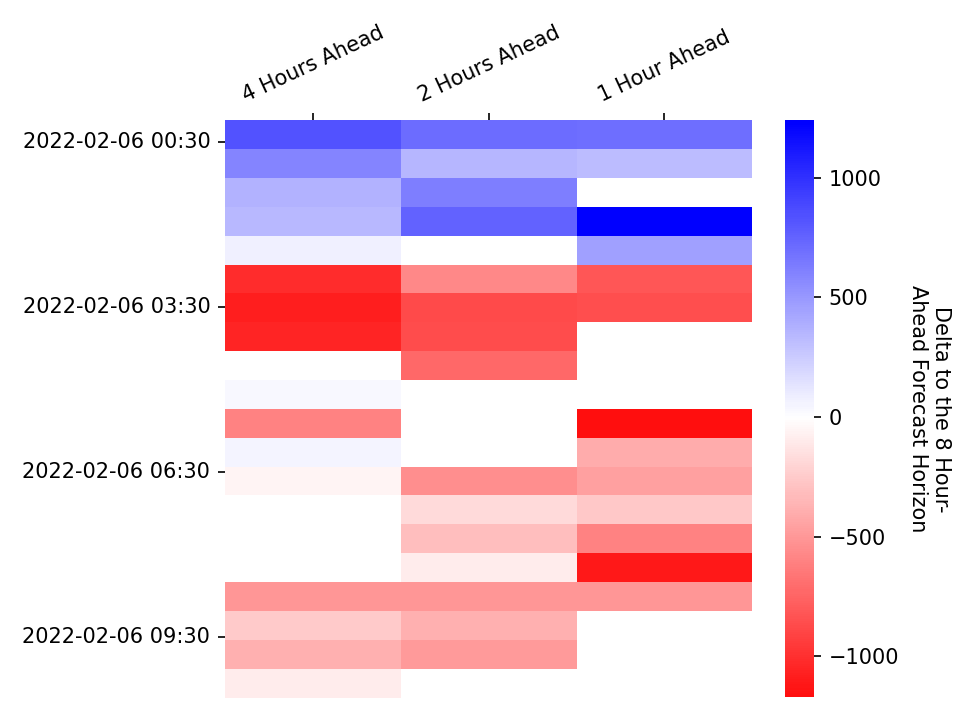 4 Hours Ahead
2 Hours Ahead
1 Hour Ahead
2022-02-06 00:30
2022-02-06 03:30
2022-02-06 06:30
2022-02-06 09:30
1000
500
0
−500
−1000
Delta to the 8 Hour-
Ahead Forecast Horizon